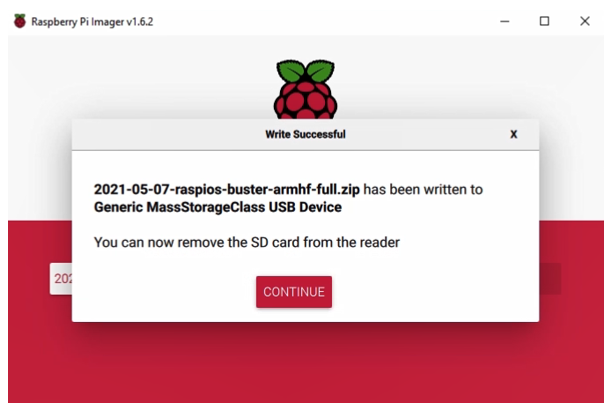 Raspberry Pi Imager v1.6.2
Write Successful
X
2021-05-07-raspios-buster-armhf-full.zip has been written to
Generic MassStorageClass USB Device
You can now remove the SD card from the reader
CONTINUE